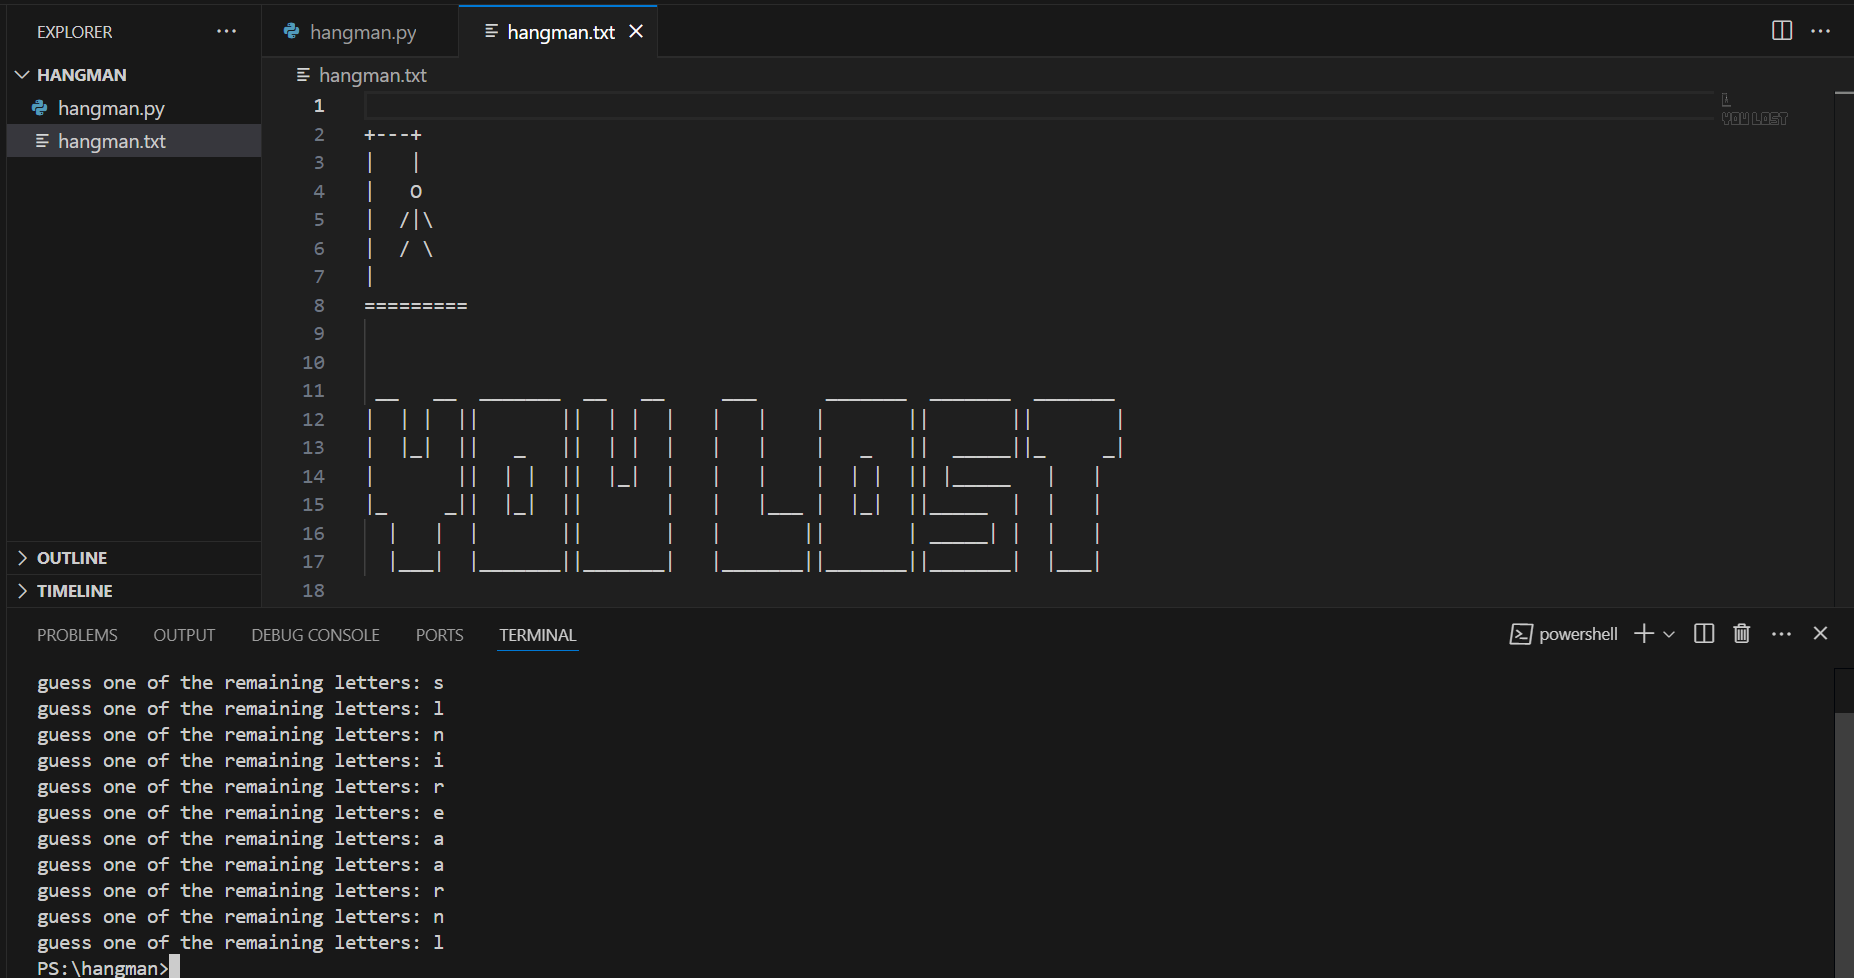 EXPLORER ...
HANGMAN
hangman.py
hangman.txt
OUTLINE
TIMELINE
hangman.py hangman.txt
hangman.txt
1
2 +---+
3 |   |
4 |   o
5 |  /|\
6 |  / \
7 |
8 =========
9
10
11
12
13
14
15
16
17
18
YOU LOST
PROBLEMS OUTPUT DEBUG CONSOLE PORTS TERMINAL
powershell
guess one of the remaining letters: s
guess one of the remaining letters: l
guess one of the remaining letters: n
guess one of the remaining letters: i
guess one of the remaining letters: r
guess one of the remaining letters: e
guess one of the remaining letters: a
guess one of the remaining letters: a
guess one of the remaining letters: r
guess one of the remaining letters: n
guess one of the remaining letters: l
PS:\hangman>